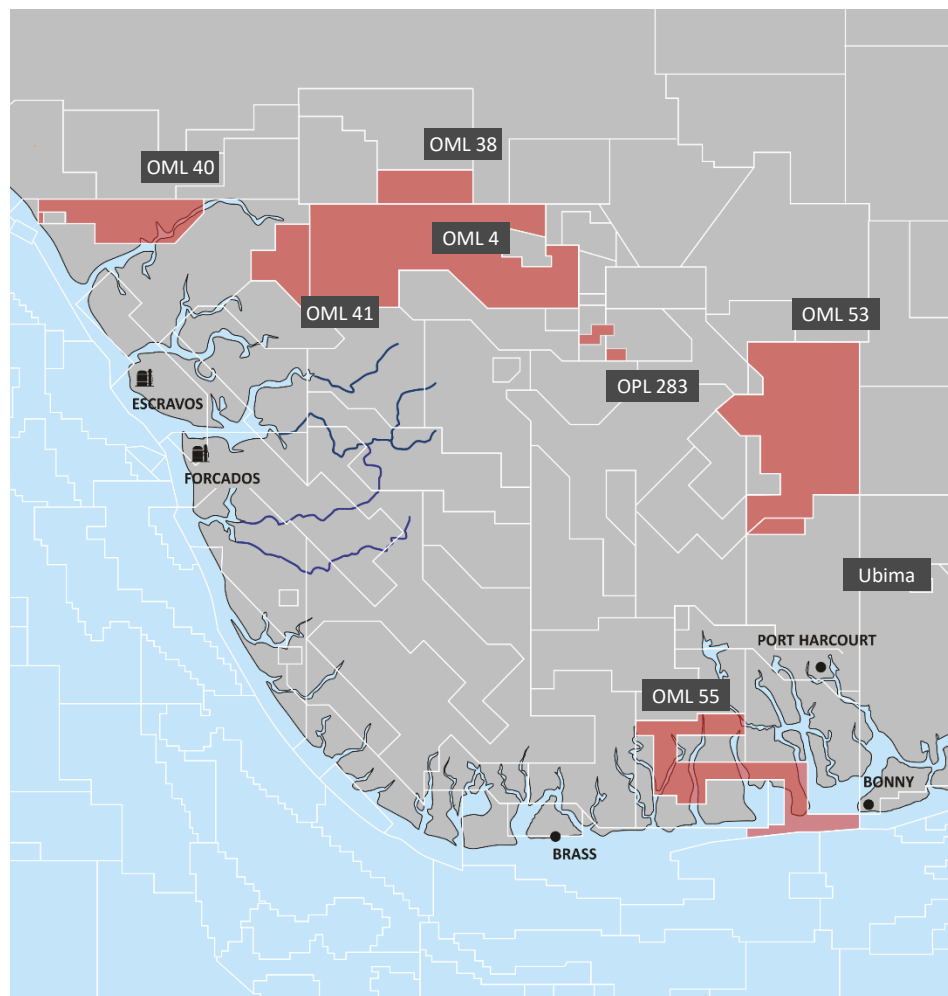 OML 38
OML 40
OML 4
OML 41
OML 53
OPL 283
ESCRAVOS
FORCADOS
Ubima
PORT HARCOURT
OML 55
BONNY
BRASS